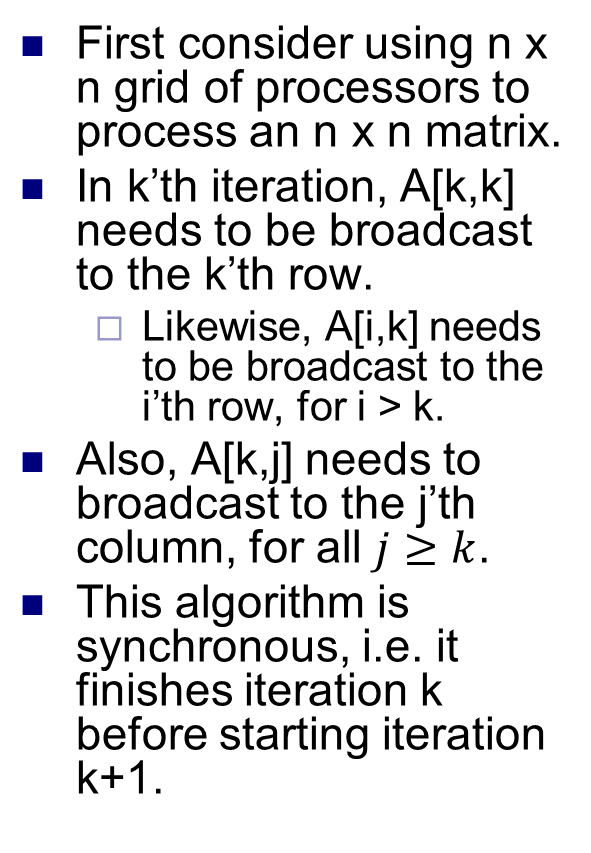 First consider using n x
n grid of processors to
process an n x n matrix.
In k’th iteration, A[k,k]
needs to be broadcast
to the k’th row.
Likewise, A[i,k] needs
to be broadcast to the
i’th row, for i > k.
Also, A[k,j] needs to
broadcast to the j’th
column, for all j ≥ k.
This algorithm is
synchronous, i.e. it
finishes iteration k
before starting iteration
k+1.